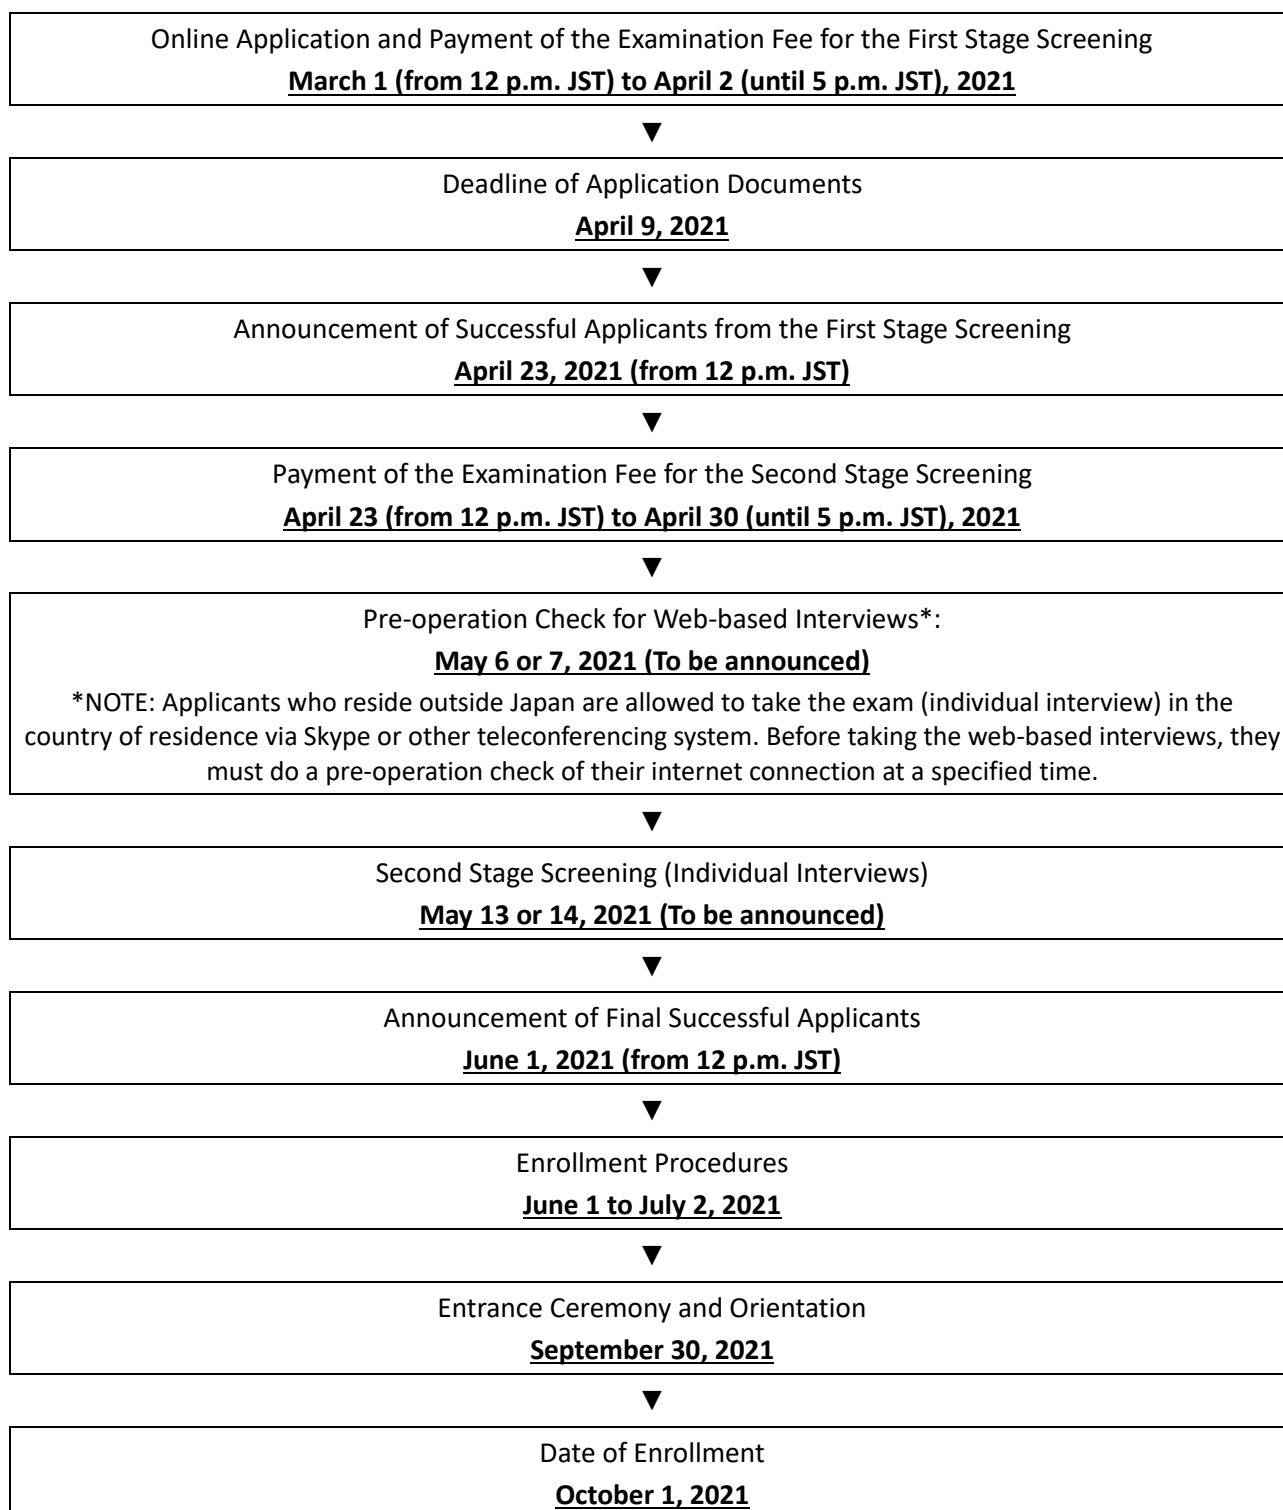 Online Application and Payment of the Examination Fee for the First Stage Screening
March 1 (from 12 p.m. JST) to April 2 (until 5 p.m. JST), 2021
▼
Deadline of Application Documents
April 9, 2021
▼
Announcement of Successful Applicants from the First Stage Screening
April 23, 2021 (from 12 p.m. JST)
▼
Payment of the Examination Fee for the Second Stage Screening
April 23 (from 12 p.m. JST) to April 30 (until 5 p.m. JST), 2021
▼
Pre-operation Check for Web-based Interviews*:
May 6 or 7, 2021 (To be announced)
*NOTE: Applicants who reside outside Japan are allowed to take the exam (individual interview) in the
country of residence via Skype or other teleconferencing system. Before taking the web-based interviews, they
must do a pre-operation check of their internet connection at a specified time.
▼
Second Stage Screening (Individual Interviews)
May 13 or 14, 2021 (To be announced)
▼
Announcement of Final Successful Applicants
June 1, 2021 (from 12 p.m. JST)
▼
Enrollment Procedures
June 1 to July 2, 2021
▼
Entrance Ceremony and Orientation
September 30, 2021
▼
Date of Enrollment
October 1, 2021